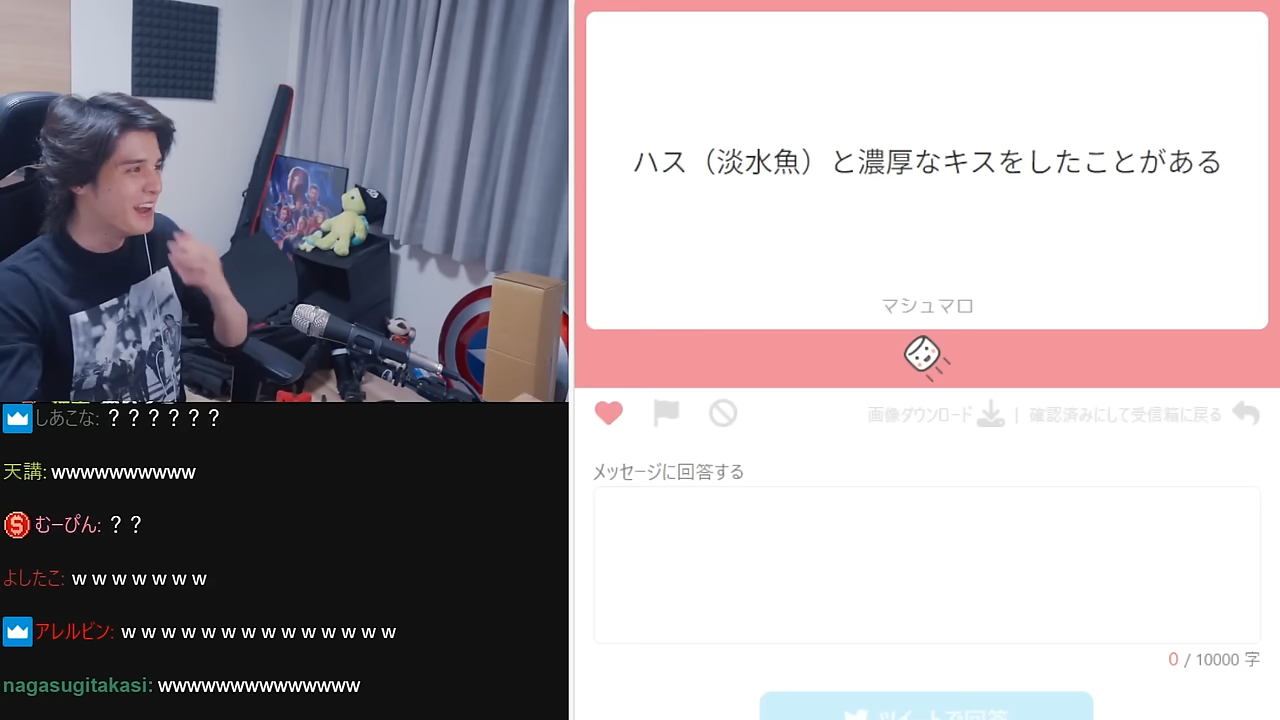 ハス（淡水魚）と濃厚なキスをしたことがある
マシュマロ
画像ダウンロード | 確認済みにして受信箱に戻る
メッセージに回答する
0 / 10000 字
しあこな: ？？？？？？
天講: wwwwwwwwww
むーぴん: ？？
よしたこ: ｗｗｗｗｗｗｗ
アレルビン: ｗｗｗｗｗｗｗｗｗｗｗｗｗｗ
nagasugitakasi: wwwwwwwwwwwwww